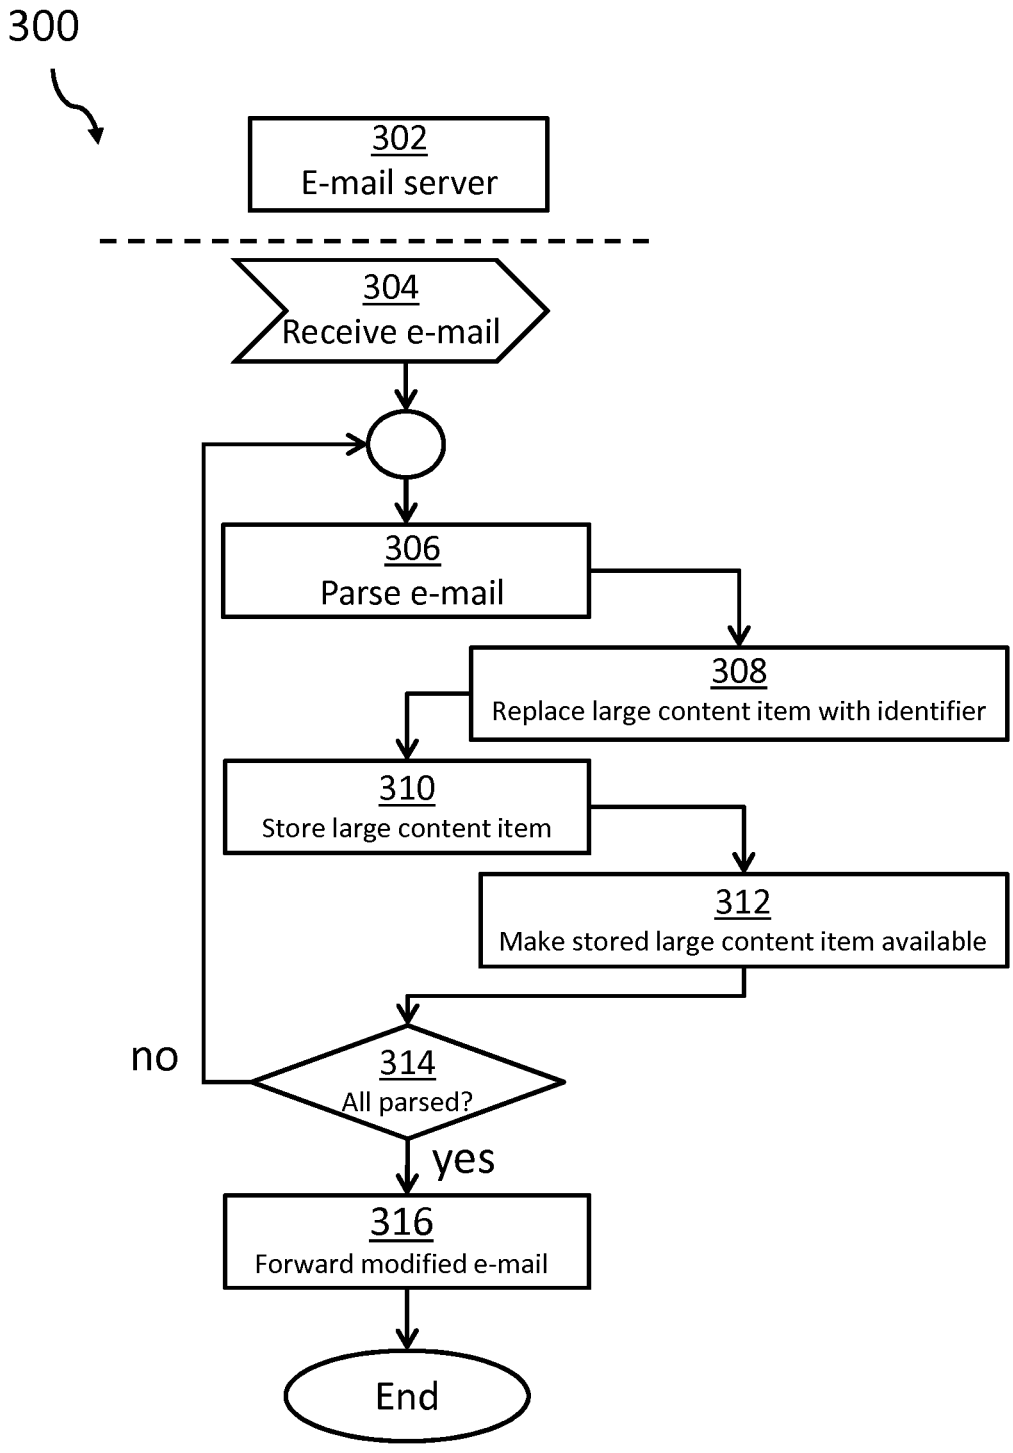 300
302
E-mail server
304
Receive e-mail
306
Parse e-mail
308
Replace large content item with identifier
310
Store large content item
312
Make stored large content item available
no
314
All parsed?
yes
316
Forward modified e-mail
End